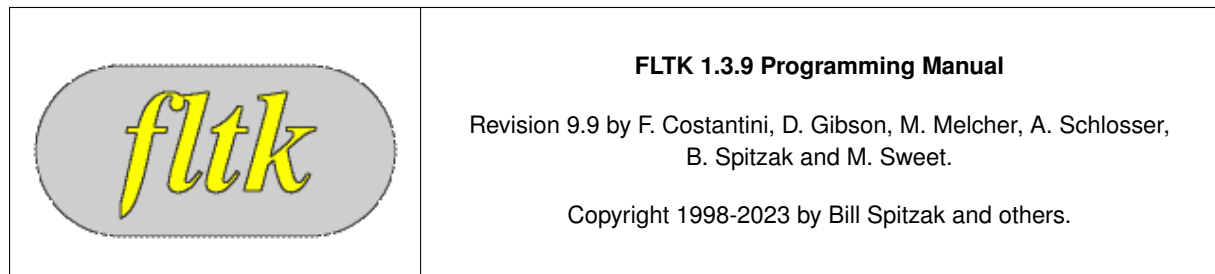 fltk
FLTK 1.3.9 Programming Manual
Revision 9.9 by F. Costantini, D. Gibson, M. Melcher, A. Schlosser,
B. Spitzak and M. Sweet.
Copyright 1998-2023 by Bill Spitzak and others.